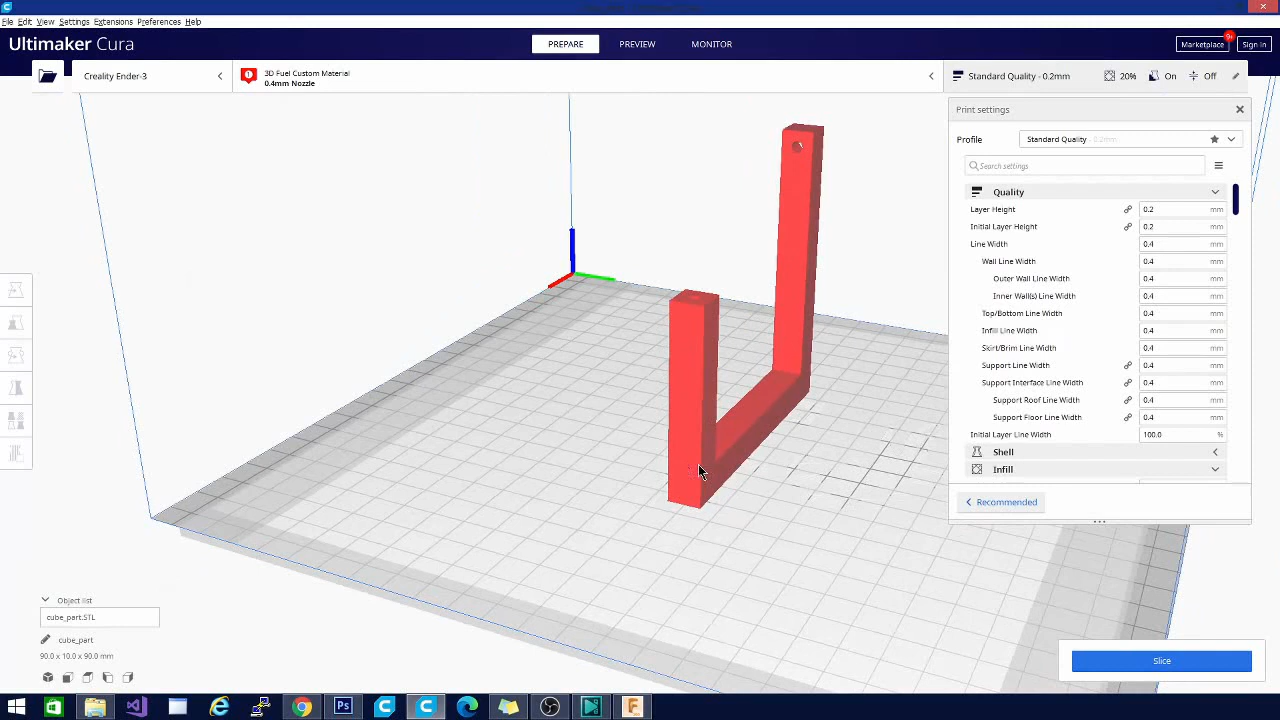 File Edit View Settings Extensions Preferences Help
Ultimaker Cura
PREPARE
PREVIEW
MONITOR
Marketplace
9+
Sign in
Creality Ender-3
3D Fuel Custom Material
0.4mm Nozzle
Standard Quality - 0.2mm
20%
On
Off
Print settings
Profile
Standard Quality - 0.2mm
Search settings
Quality
Layer Height 0.2 mm
Initial Layer Height 0.2 mm
Line Width 0.4 mm
Wall Line Width 0.4 mm
Outer Wall Line Width 0.4 mm
Inner Wall(s) Line Width 0.4 mm
Top/Bottom Line Width 0.4 mm
Infill Line Width 0.4 mm
Skirt/Brim Line Width 0.4 mm
Support Line Width 0.4 mm
Support Interface Line Width 0.4 mm
Support Roof Line Width 0.4 mm
Support Floor Line Width 0.4 mm
Initial Layer Line Width 100.0 %
Shell
Infill
Recommended
Object list
cube_part.STL
cube_part
90.0 x 10.0 x 90.0 mm
Slice